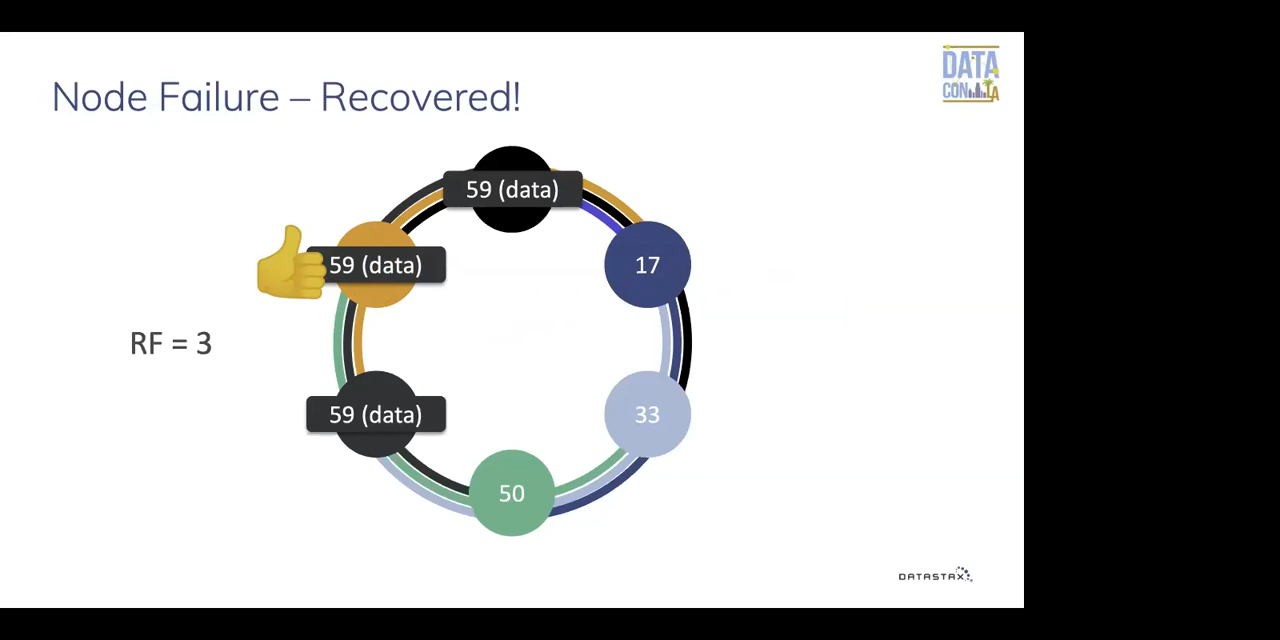 DATA
CON LA
Node Failure – Recovered!
59 (data)
59 (data)
17
RF = 3
59 (data)
33
50
DATASTAX